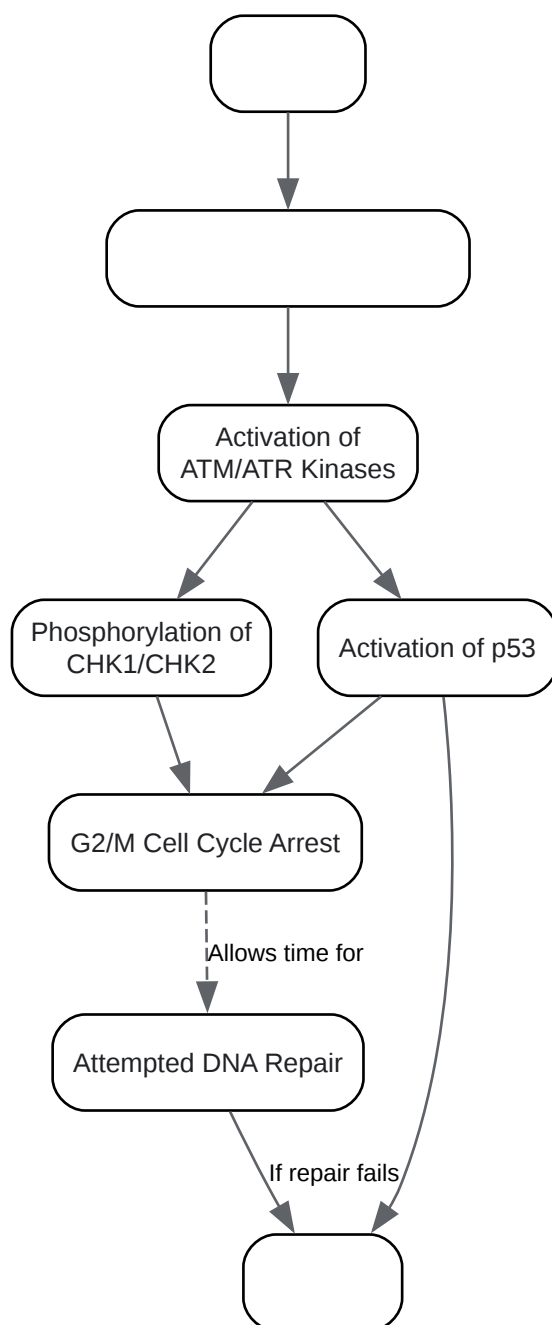 Activation of
ATM/ATR Kinases
Phosphorylation of
CHK1/CHK2
Activation of p53
G2/M Cell Cycle Arrest
Allows time for
Attempted DNA Repair
If repair fails